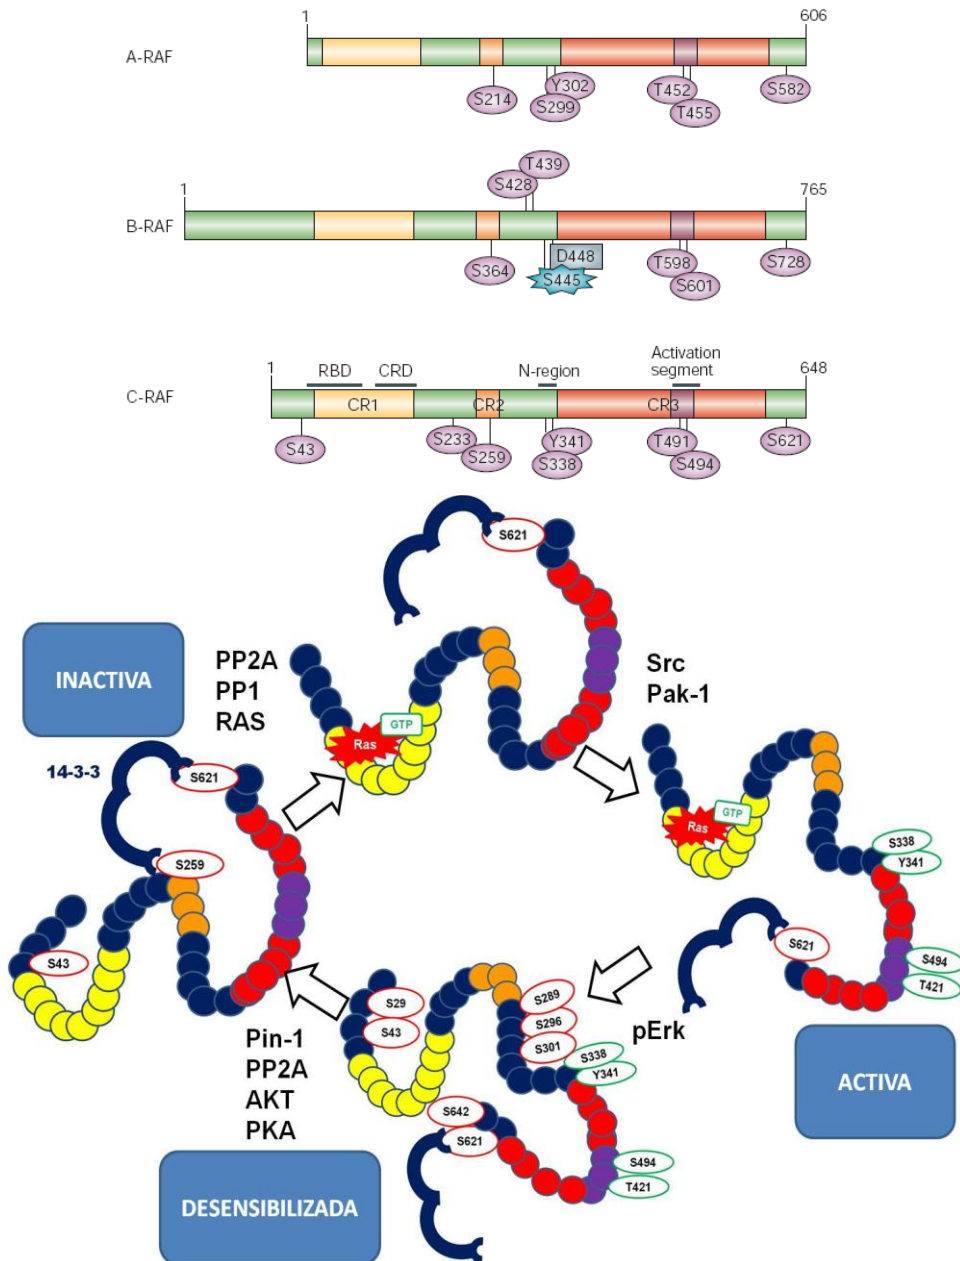 1 606
A-RAF
S214
Y302
S299
T452
T455
S582
T439
S428
1 765
B-RAF
S364
D448
S445
T598
S601
S728
1 RBD CRD N-region Activation segment 648
C-RAF
CR1 CR2 CR3
S43
S233
S259
Y341
S338
T491
S494
S621
S621
INACTIVA
PP2A
PP1
RAS
GTP
Ras
Src
Pak-1
14-3-3
S621
S259
S43
GTP
Ras
S338
Y341
S621
S494
T421
pErk
ACTIVA
Pin-1
PP2A
AKT
PKA
S29
S43
S289
S296
S301
S338
Y341
S642
S621
S494
T421
DESENSIBILIZADA